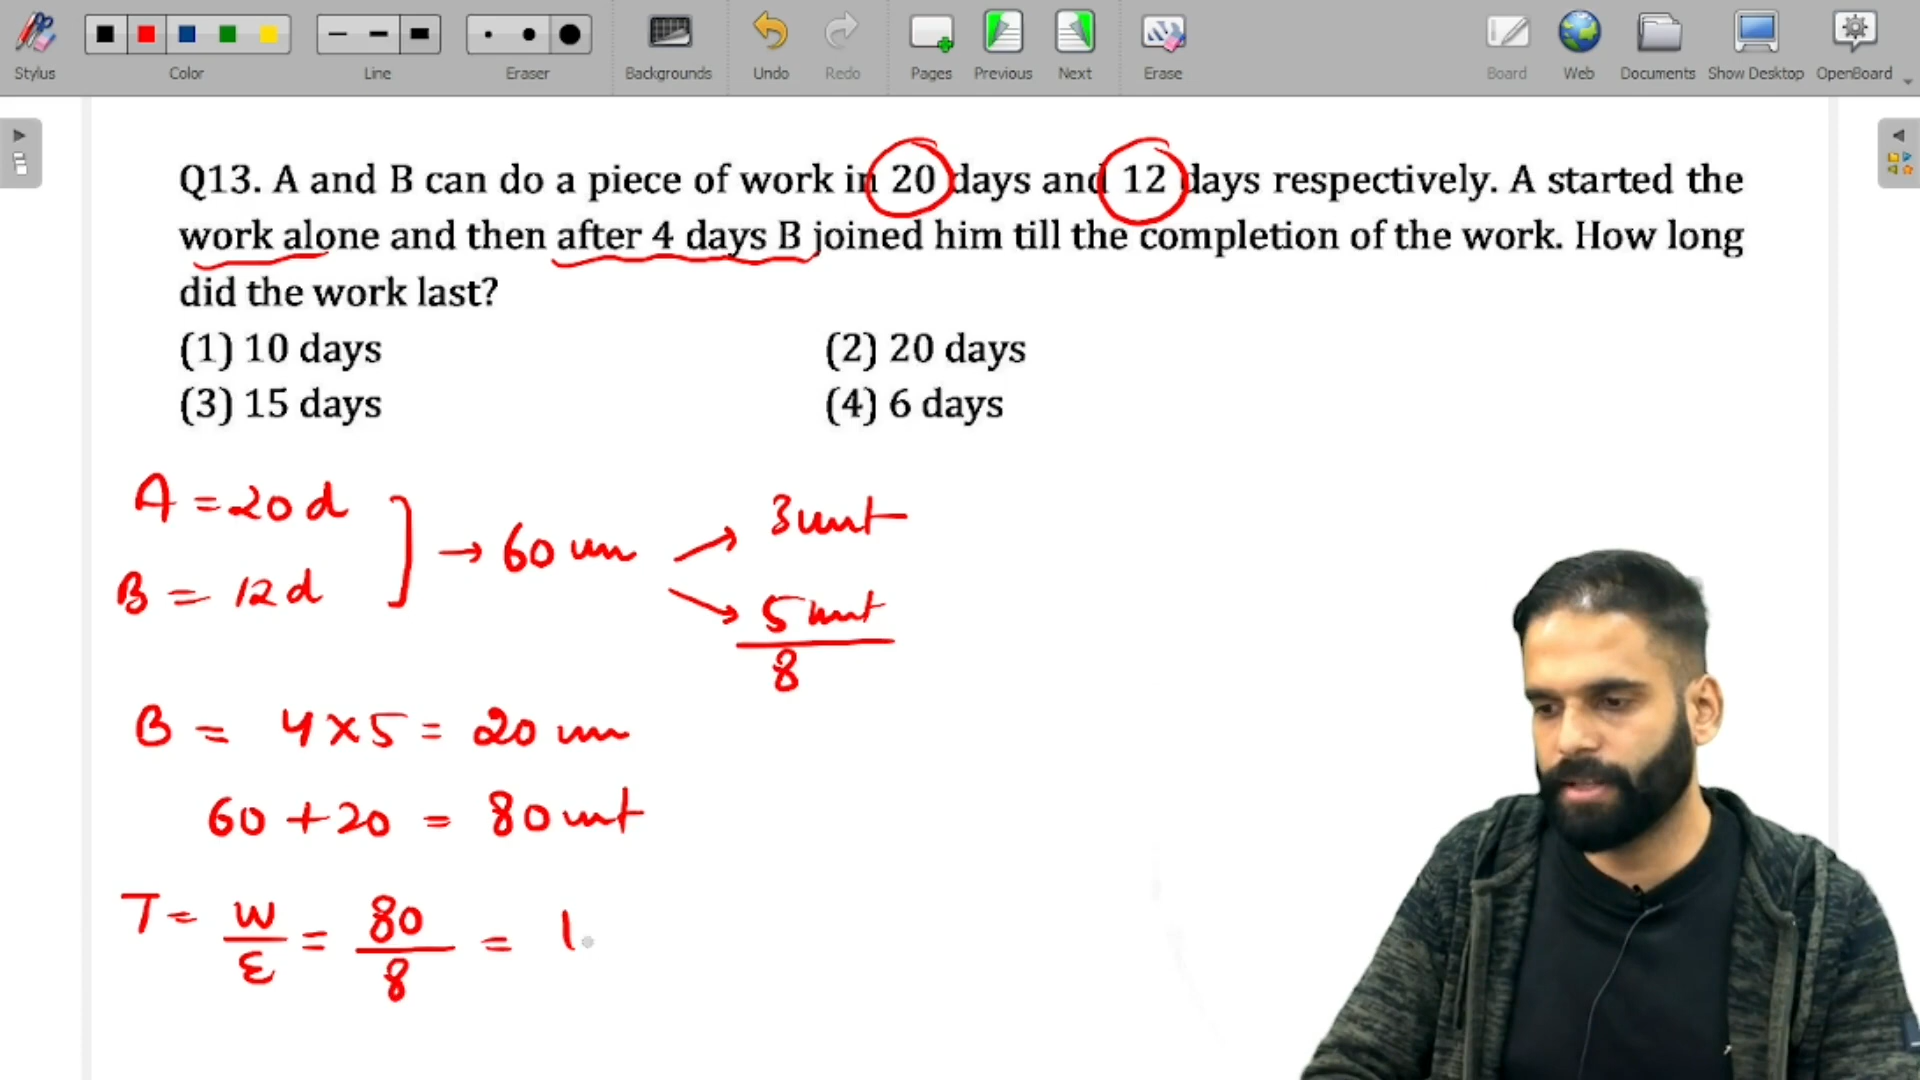 Stylus Color Line Eraser Backgrounds Undo Redo Pages Previous Next Erase Board Web Documents Show Desktop OpenBoard
Q13. A and B can do a piece of work in 20 days and 12 days respectively. A started the
work alone and then after 4 days B joined him till the completion of the work. How long
did the work last?
(1) 10 days (2) 20 days
(3) 15 days (4) 6 days
A = 20 d
B = 12 d
→ 60 un
3 unit
5 unit
8
B = 4 × 5 = 20 un
60 + 20 = 80 unit
T = W/E = 80/8 = 1